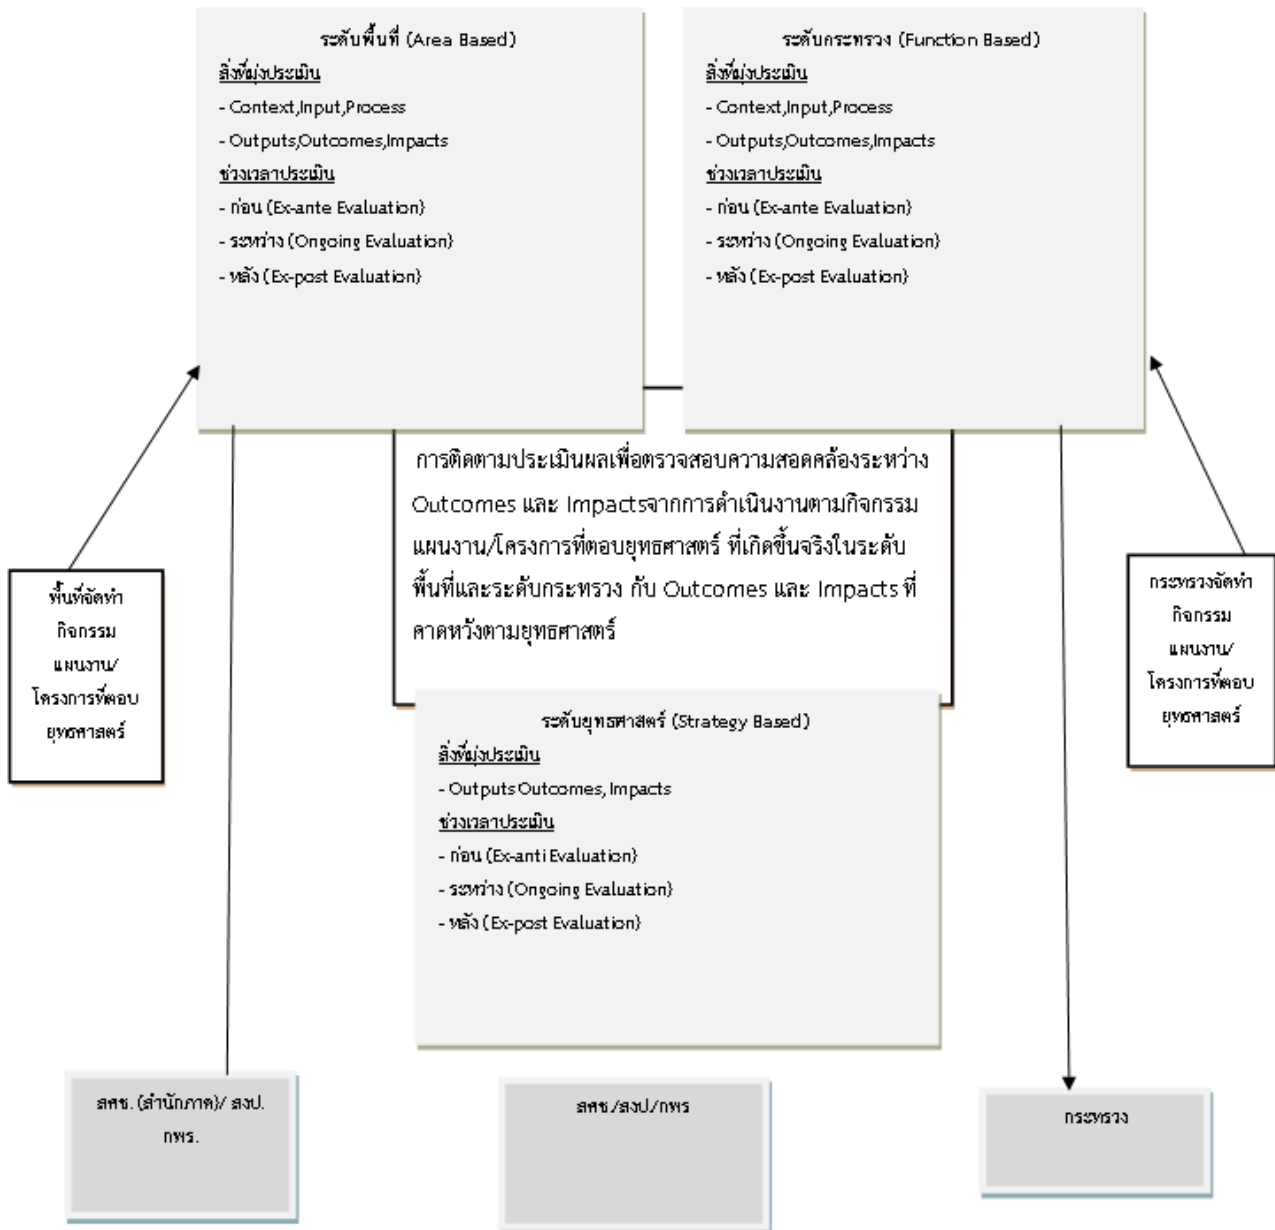 ระดับพื้นที่ (Area Based)
สิ่งที่มุ่งประเมิน
- Context,Input,Process
- Outputs,Outcomes,Impacts
ช่วงเวลาประเมิน
- ก่อน (Ex-ante Evaluation)
- ระหว่าง (Ongoing Evaluation)
- หลัง (Ex-post Evaluation)
ระดับกระทรวง (Function Based)
สิ่งที่มุ่งประเมิน
- Context,Input,Process
- Outputs,Outcomes,Impacts
ช่วงเวลาประเมิน
- ก่อน (Ex-ante Evaluation)
- ระหว่าง (Ongoing Evaluation)
- หลัง (Ex-post Evaluation)
การติดตามประเมินผลเพื่อตรวจสอบความสอดคล้องระหว่าง
Outcomes และ Impactsจากการดำเนินงานตามกิจกรรม
แผนงาน/โครงการที่ตอบยุทธศาสตร์ ที่เกิดขึ้นจริงในระดับ
พื้นที่และระดับกระทรวง กับ Outcomes และ Impacts ที่
คาดหวังตามยุทธศาสตร์
พื้นที่จัดทำ
กิจกรรม
แผนงาน/
โครงการที่ตอบ
ยุทธศาสตร์
กระทรวงจัดทำ
กิจกรรม
แผนงาน/
โครงการที่ตอบ
ยุทธศาสตร์
ระดับยุทธศาสตร์ (Strategy Based)
สิ่งที่มุ่งประเมิน
- Outputs Outcomes, Impacts
ช่วงเวลาประเมิน
- ก่อน (Ex-anti Evaluation)
- ระหว่าง (Ongoing Evaluation)
- หลัง (Ex-post Evaluation)
สศช. (สำนักภาค)/ สงป.
กพร.
สศช./สงป./กพร
กระทรวง